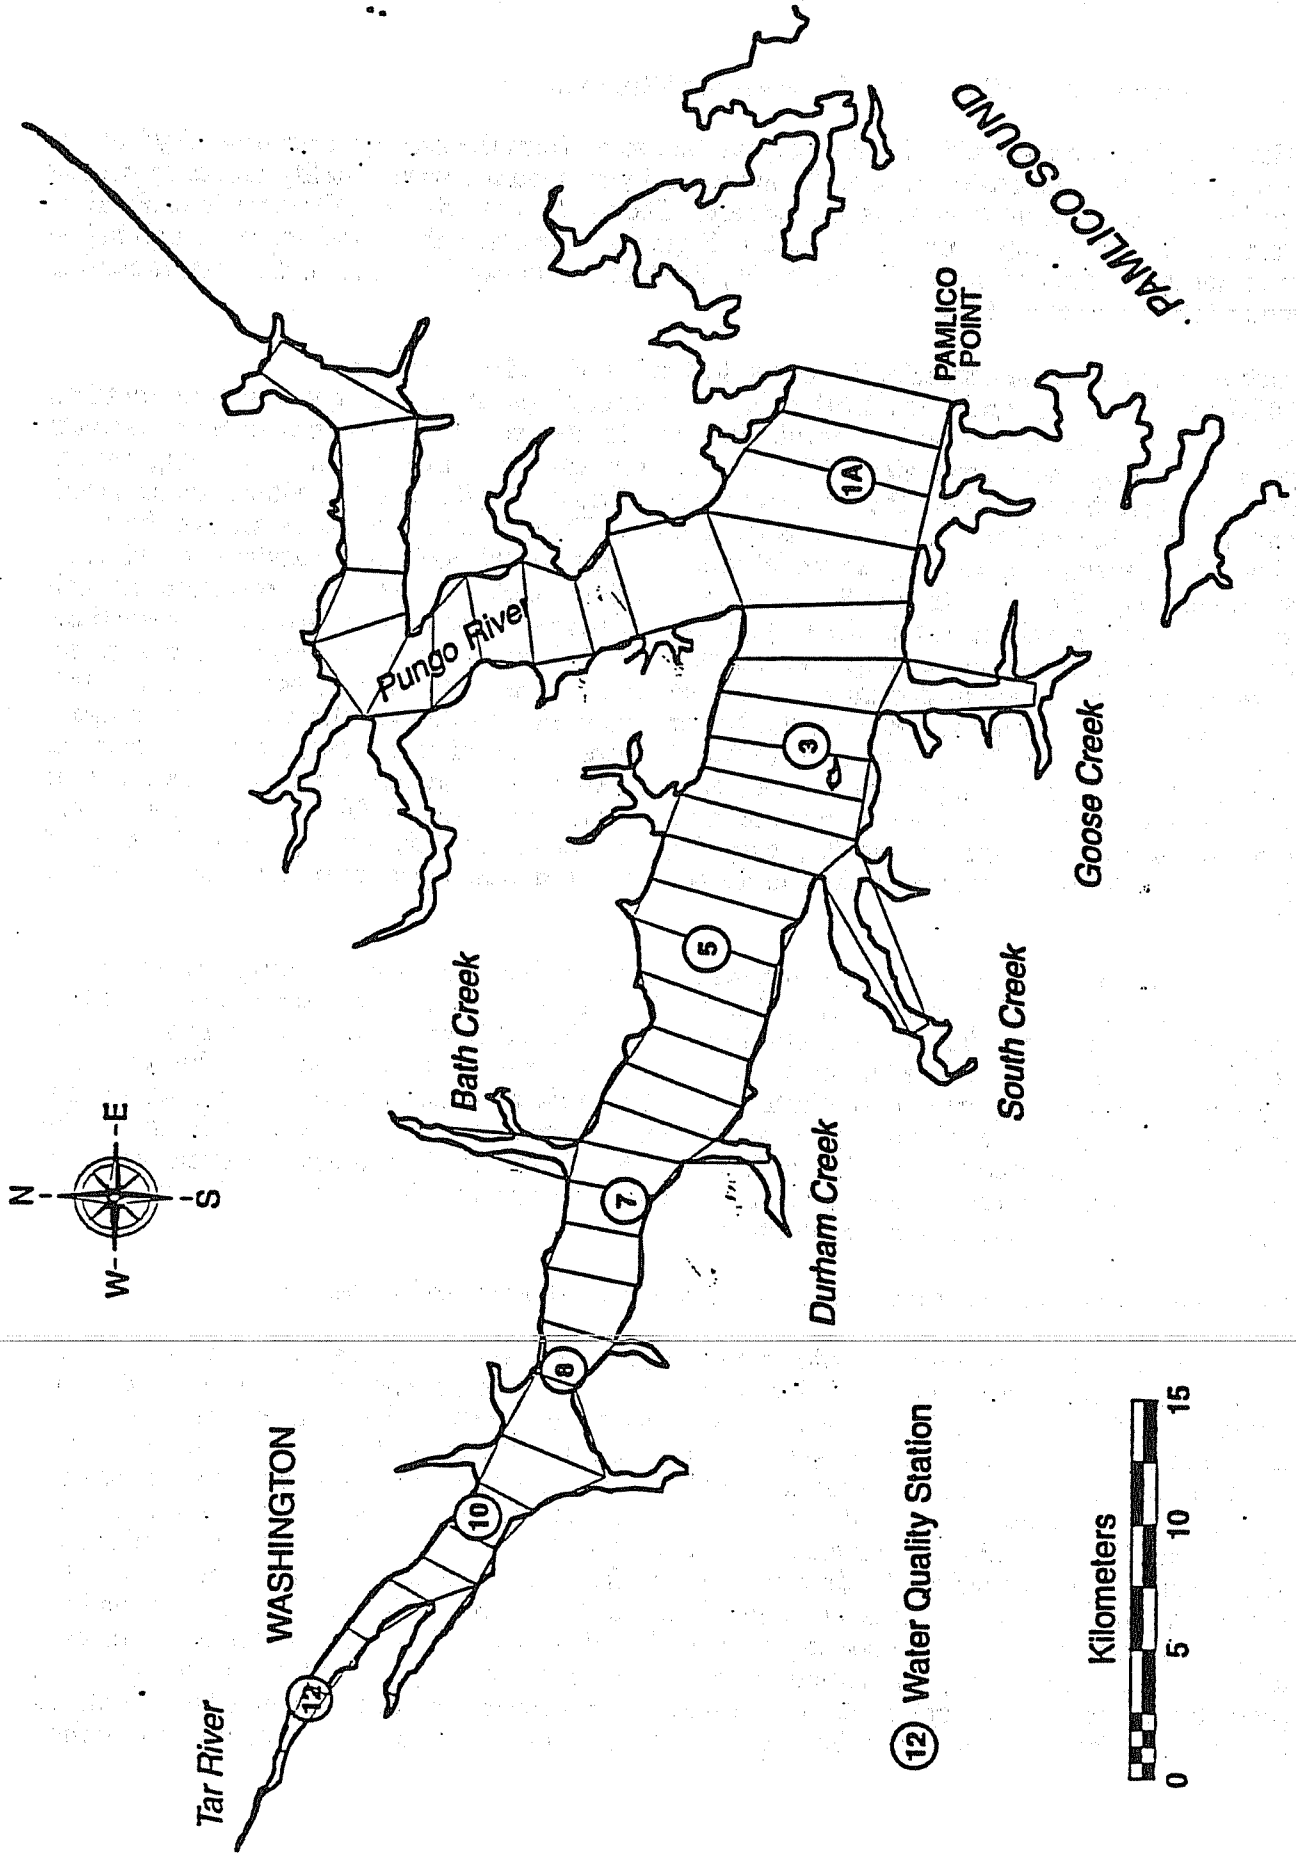 N
W
E
S
Tar River
WASHINGTON
Bath Creek
Pungo River
12
10
8
7
5
3
1A
Durham Creek
South Creek
Goose Creek
PAMLICO
POINT
PAMLICO SOUND
12 Water Quality Station
Kilometers
0 5 10 15